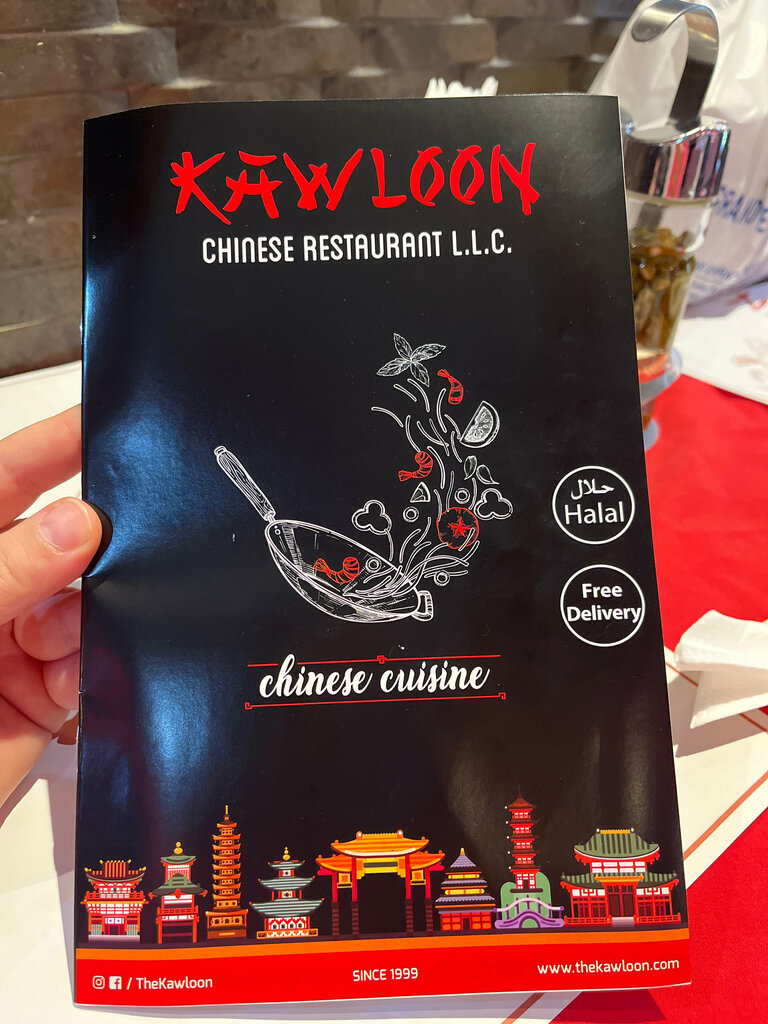 KAWLOON
CHINESE RESTAURANT L.L.C.
حلال
Halal
Free
Delivery
chinese cuisine
/ TheKawloon
SINCE 1999
www.thekawloon.com